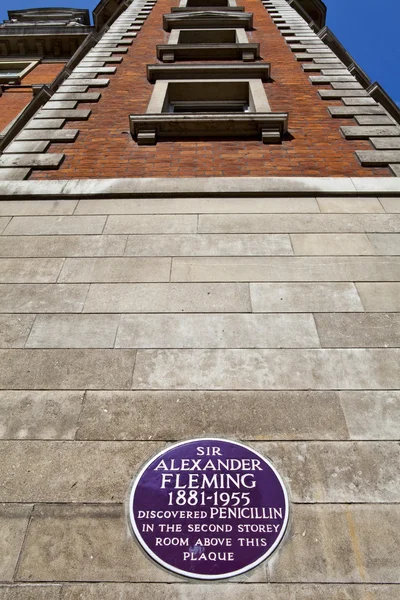 SIR
ALEXANDER
FLEMING
1881-1955
DISCOVERED PENICILLIN
IN THE SECOND STOREY
ROOM ABOVE THIS
PLAQUE